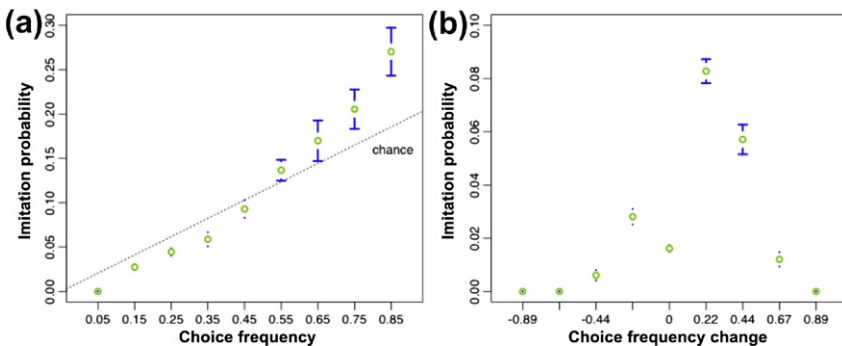 (a)
Imitation probability
0.30
0.25
0.20
0.15
0.10
0.05
0.00
chance
0.05 0.15 0.25 0.35 0.45 0.55 0.65 0.75 0.85
Choice frequency
(b)
Imitation probability
0.10
0.08
0.06
0.04
0.02
0.00
-0.89 -0.44 0 0.22 0.44 0.67 0.89
Choice frequency change